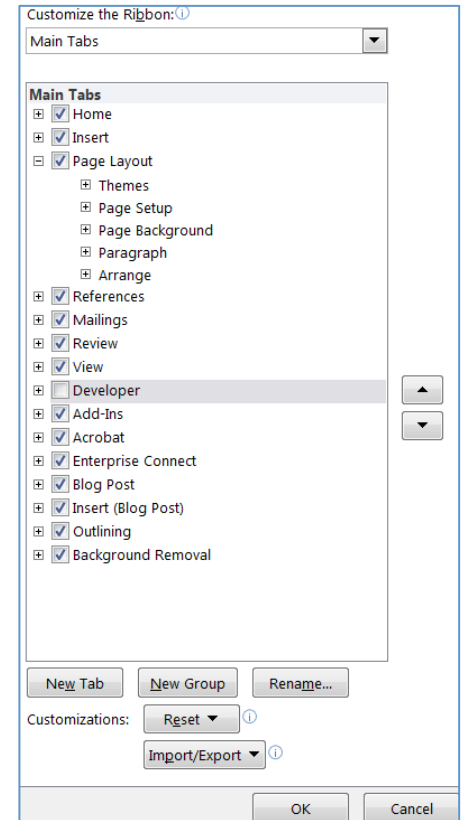 Customize the Ribbon:
Main Tabs
Main Tabs
Home
Insert
Page Layout
Themes
Page Setup
Page Background
Paragraph
Arrange
References
Mailings
Review
View
Developer
Add-Ins
Acrobat
Enterprise Connect
Blog Post
Insert (Blog Post)
Outlining
Background Removal
New Tab New Group Rename...
Customizations: Reset
Import/Export
OK Cancel